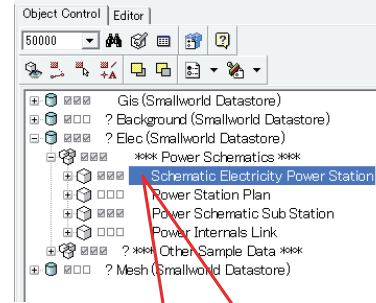 Object Control Editor
50000
Gis (Smallworld Datastore)
? Background (Smallworld Datastore)
? Elec (Smallworld Datastore)
*** Power Schematics ***
Schematic Electricity Power Station
Power Station Plan
Power Schematic Sub Station
Power Internals Link
? *** Other Sample Data ***
? Mesh (Smallworld Datastore)